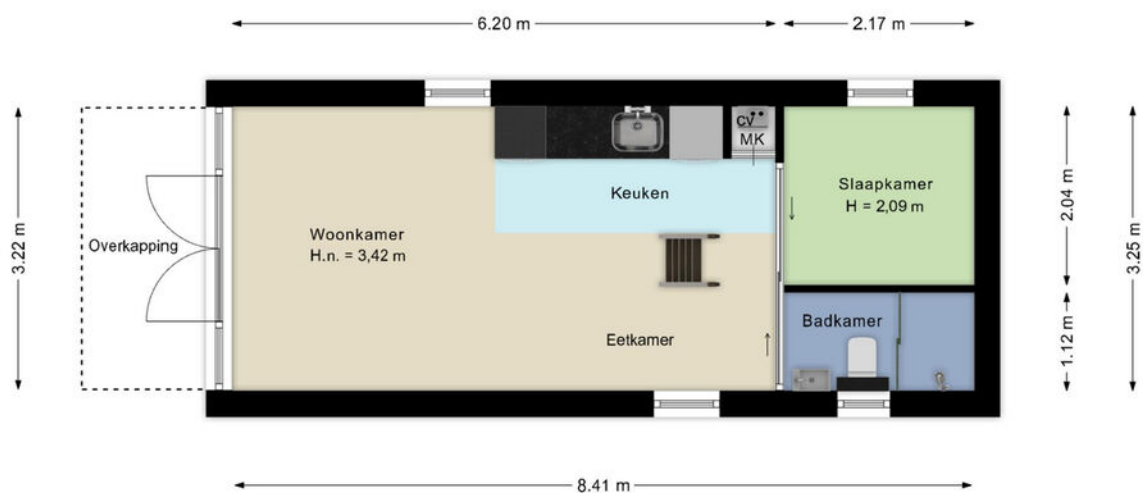 6.20 m
2.17 m
cv
MK
Keuken
Slaapkamer
H = 2,09 m
Woonkamer
H.n. = 3,42 m
Overkapping
3.22 m
2.04 m
3.25 m
Badkamer
Eetkamer
1.12 m
8.41 m